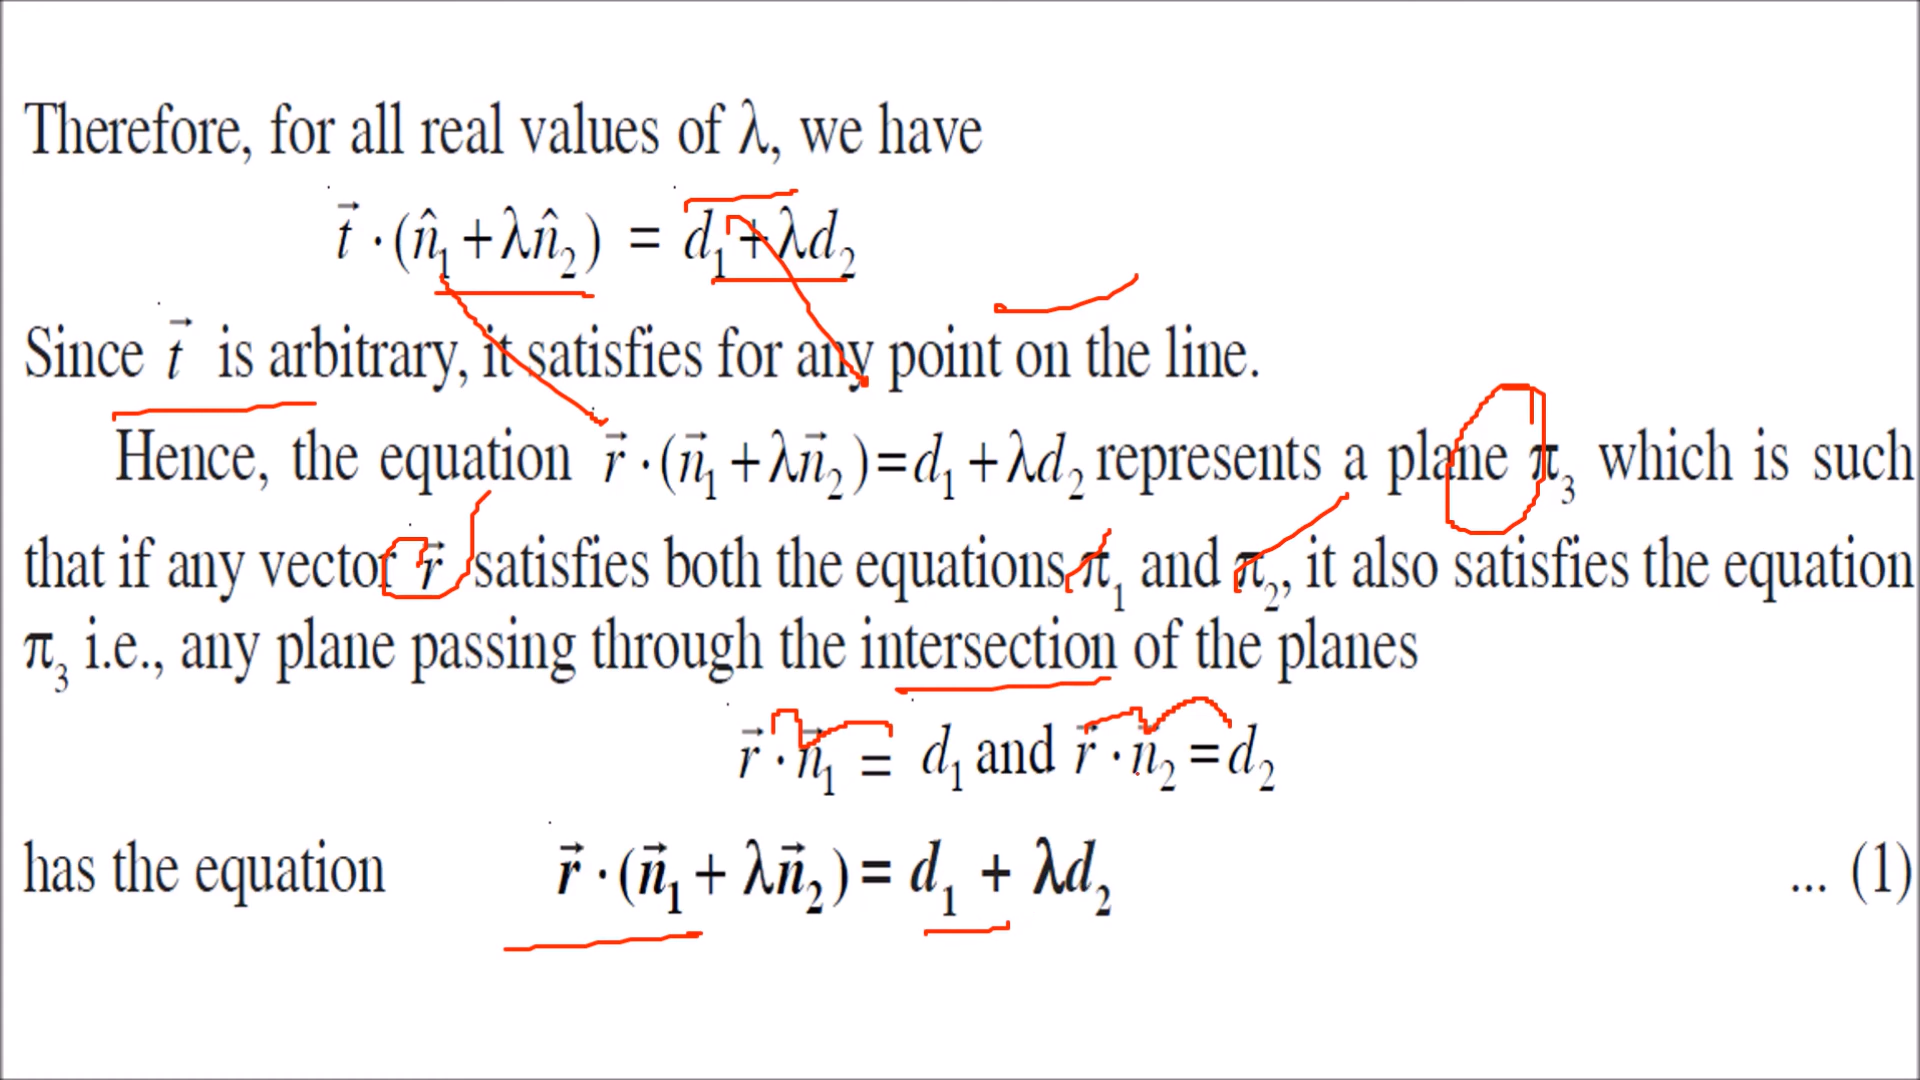 Therefore, for all real values of λ, we have
t⃗ · (n̂₁ + λn̂₂) = d₁ + λd₂
Since t⃗ is arbitrary, it satisfies for any point on the line.
Hence, the equation r⃗ · (n⃗₁ + λn⃗₂) = d₁ + λd₂ represents a plane π₃ which is such
that if any vector r⃗ satisfies both the equations π₁ and π₂, it also satisfies the equation
π₃ i.e., any plane passing through the intersection of the planes
r⃗ · n⃗₁ = d₁ and r⃗ · n⃗₂ = d₂
has the equation r⃗ · (n⃗₁ + λn⃗₂) = d₁ + λd₂ ... (1)